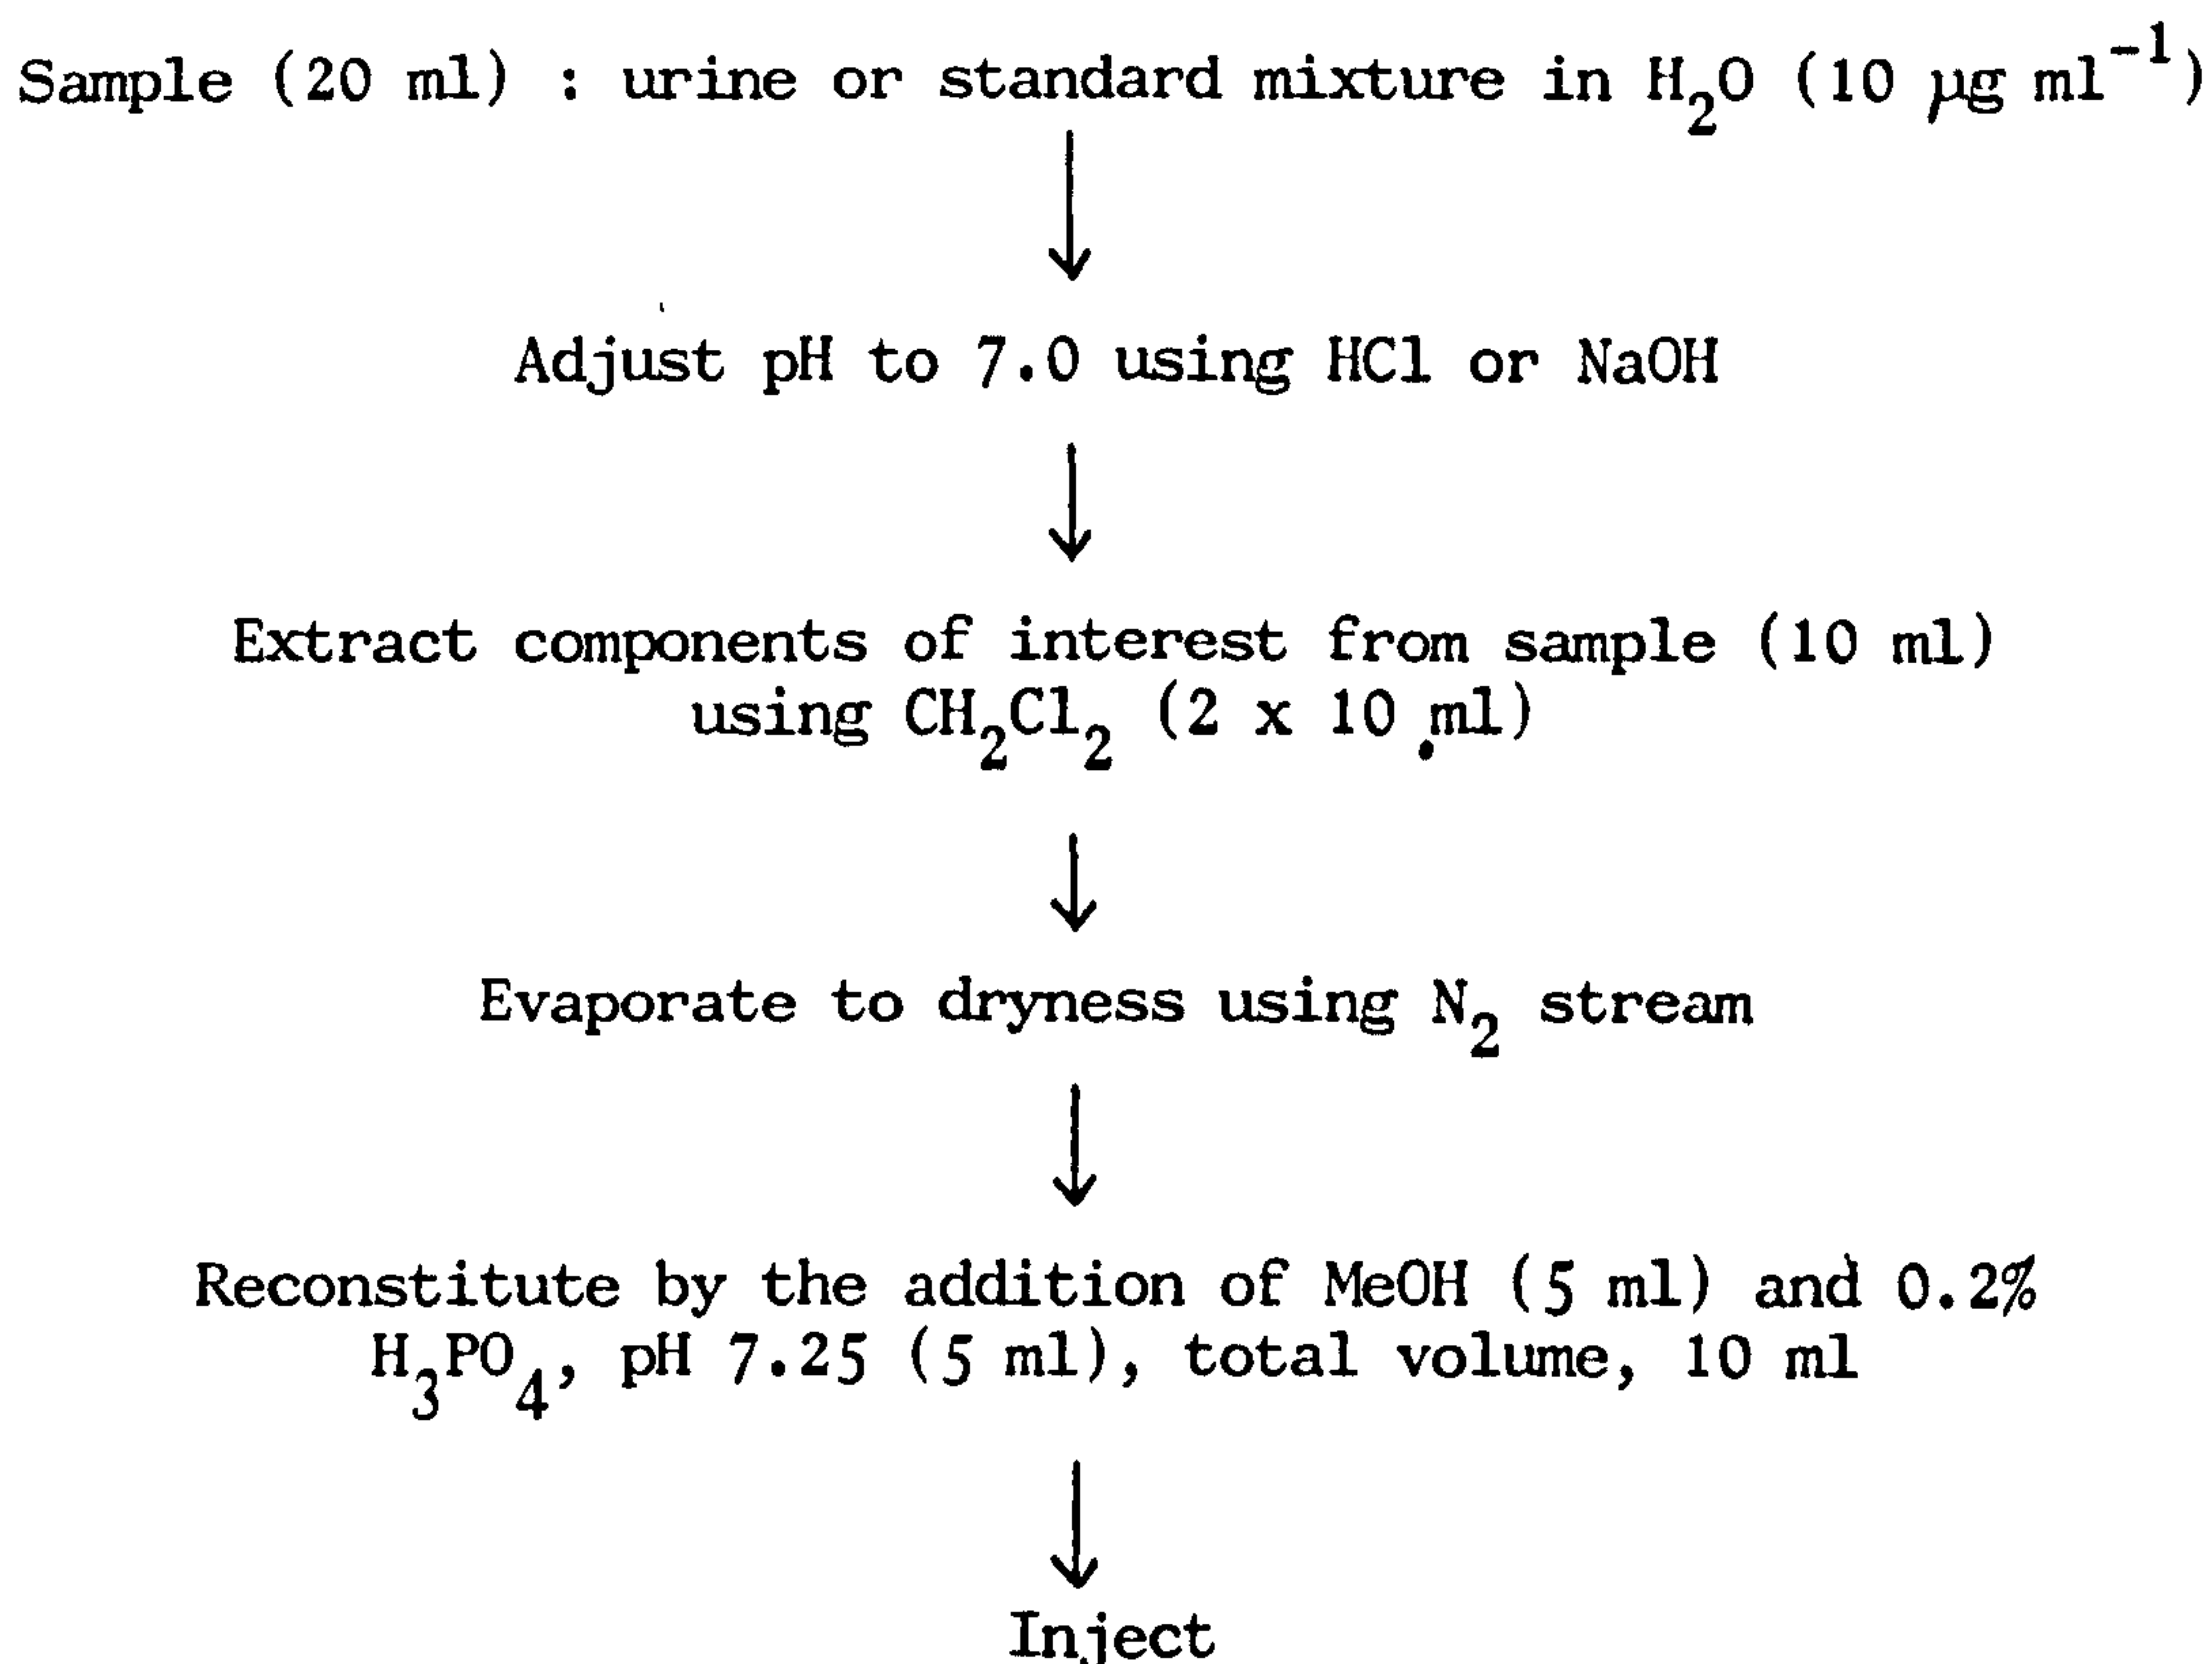 Sample (20 ml) : urine or standard mixture in H₂O (10 µg ml⁻¹)
Adjust pH to 7.0 using HCl or NaOH
Extract components of interest from sample (10 ml)
using CH₂Cl₂ (2 x 10 ml)
Evaporate to dryness using N₂ stream
Reconstitute by the addition of MeOH (5 ml) and 0.2%
H₃PO₄, pH 7.25 (5 ml), total volume, 10 ml
Inject